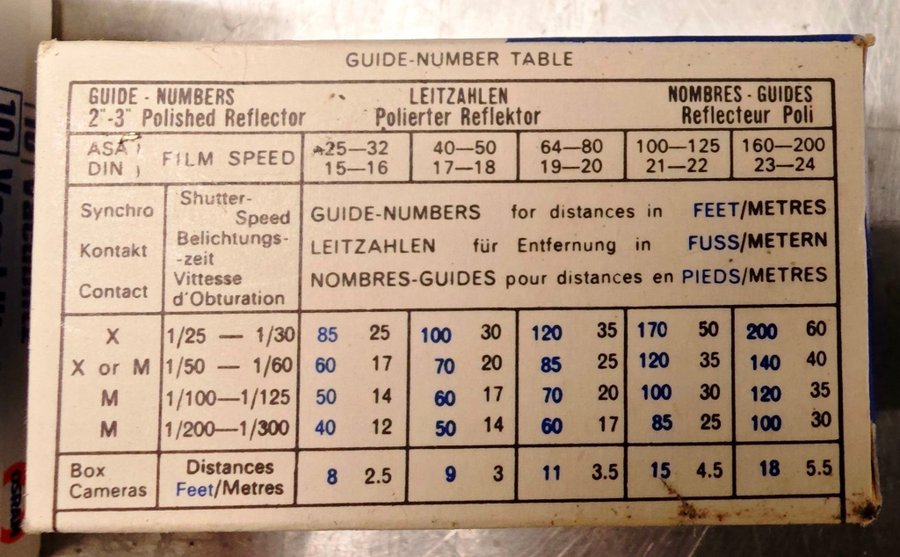 GUIDE-NUMBER TABLE
GUIDE - NUMBERS LEITZAHLEN NOMBRES - GUIDES
2"-3" Polished Reflector Polierter Reflektor Reflecteur Poli
ASA FILM SPEED 25—32 40—50 64—80 100—125 160—200
DIN 15—16 17—18 19—20 21—22 23—24
Synchro Shutter-Speed GUIDE-NUMBERS for distances in FEET/METRES
Kontakt Belichtungs--zeit LEITZAHLEN für Entfernung in FUSS/METERN
Contact Vittesse d'Obturation NOMBRES-GUIDES pour distances en PIEDS/METRES
X 1/25 — 1/30 85 25 100 30 120 35 170 50 200 60
X or M 1/50 — 1/60 60 17 70 20 85 25 120 35 140 40
M 1/100—1/125 50 14 60 17 70 20 100 30 120 35
M 1/200—1/300 40 12 50 14 60 17 85 25 100 30
Box Cameras Distances Feet/Metres 8 2.5 9 3 11 3.5 15 4.5 18 5.5